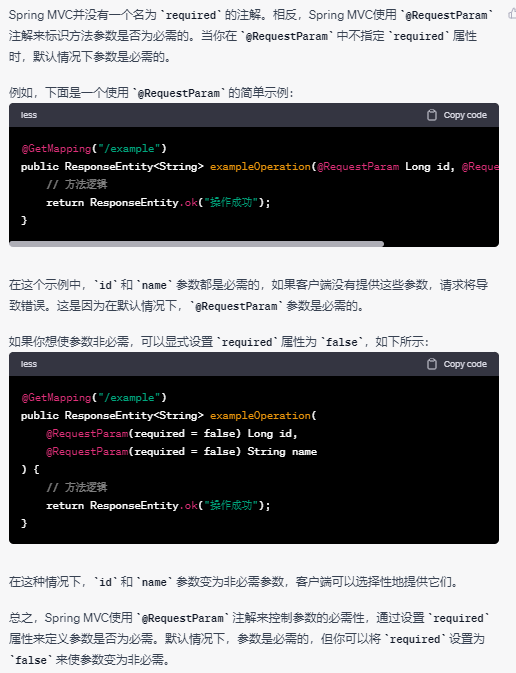 Spring MVC并没有一个名为 `required` 的注解。相反，Spring MVC使用 `@RequestParam`
注解来标识方法参数是否为必需的。当你在 `@RequestParam` 中不指定 `required` 属性
时，默认情况下参数是必需的。
例如，下面是一个使用 `@RequestParam` 的简单示例：
less Copy code
@GetMapping("/example")
public ResponseEntity<String> exampleOperation(@RequestParam Long id, @Reque
// 方法逻辑
return ResponseEntity.ok("操作成功");
}
在这个示例中，`id` 和 `name` 参数都是必需的，如果客户端没有提供这些参数，请求将导
致错误。这是因为在默认情况下，`@RequestParam` 参数是必需的。
如果你想使参数非必需，可以显式设置 `required` 属性为 `false`，如下所示：
less Copy code
@GetMapping("/example")
public ResponseEntity<String> exampleOperation(
@RequestParam(required = false) Long id,
@RequestParam(required = false) String name
) {
// 方法逻辑
return ResponseEntity.ok("操作成功");
}
在这种情况下，`id` 和 `name` 参数变为非必需参数，客户端可以选择性地提供它们。
总之，Spring MVC使用 `@RequestParam` 注解来控制参数的必需性，通过设置 `required`
属性来定义参数是否为必需。默认情况下，参数是必需的，但你可以将 `required` 设置为
`false` 来使参数变为非必需。